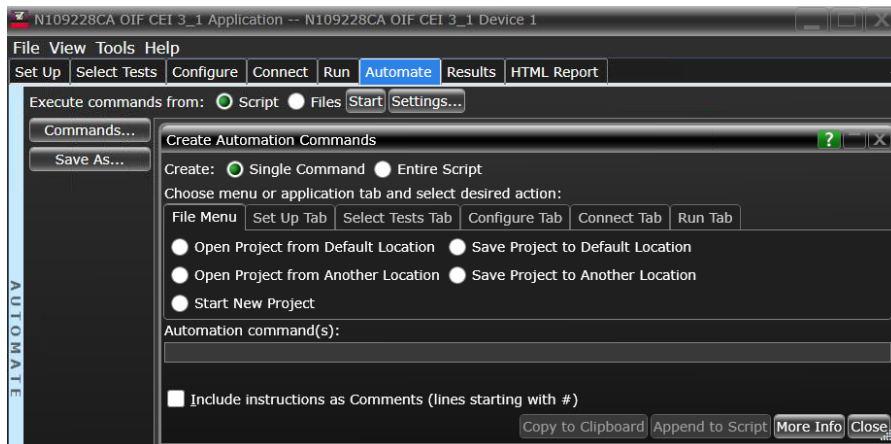 N109228CA OIF CEI 3_1 Application -- N109228CA OIF CEI 3_1 Device 1
File View Tools Help
Set Up Select Tests Configure Connect Run Automate Results HTML Report
Execute commands from: Script Files Start Settings...
Commands...
Save As...
Create Automation Commands ? X
Create: Single Command Entire Script
Choose menu or application tab and select desired action:
File Menu Set Up Tab Select Tests Tab Configure Tab Connect Tab Run Tab
Open Project from Default Location Save Project to Default Location
Open Project from Another Location Save Project to Another Location
Start New Project
Automation command(s):
Include instructions as Comments (lines starting with #)
Copy to Clipboard Append to Script More Info Close
AUTOMATE